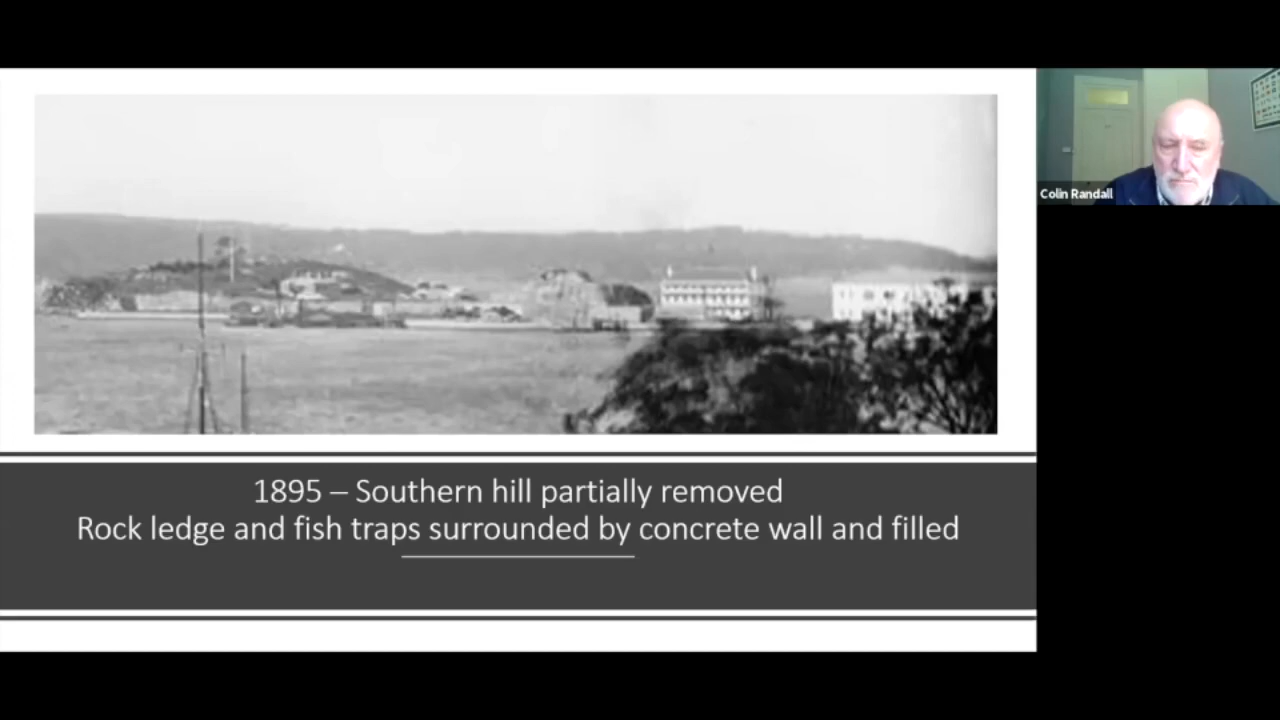 1895 – Southern hill partially removed
Rock ledge and fish traps surrounded by concrete wall and filled
Colin Randall